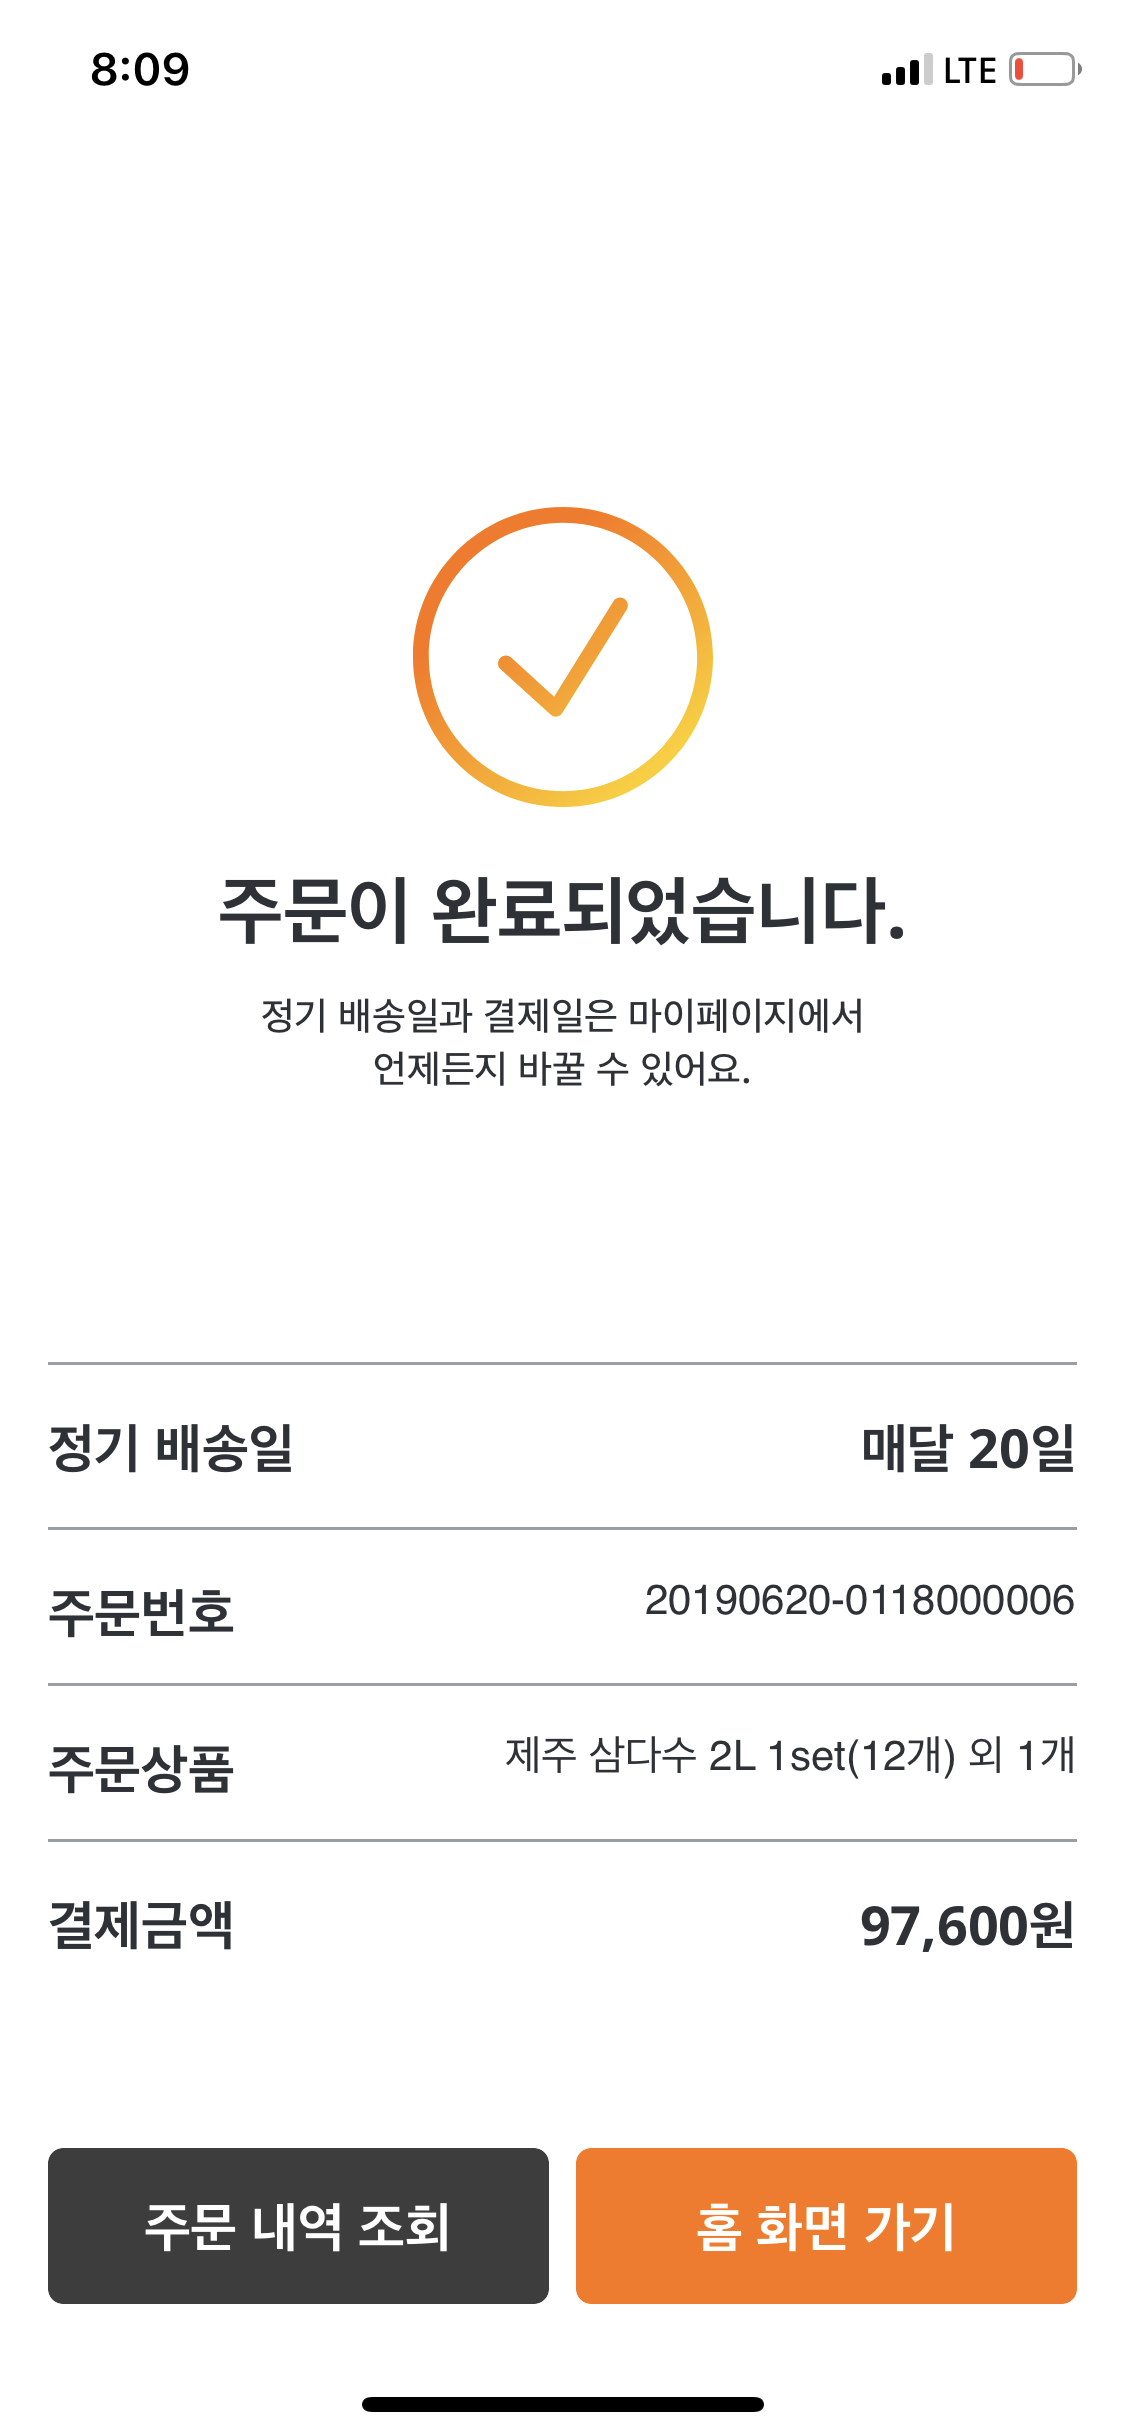 8:09
LTE
주문이 완료되었습니다.
정기 배송일과 결제일은 마이페이지에서
언제든지 바꿀 수 있어요.
정기 배송일 매달 20일
주문번호 20190620-0118000006
주문상품 제주 삼다수 2L 1set(12개) 외 1개
결제금액 97,600원
주문 내역 조회 홈 화면 가기